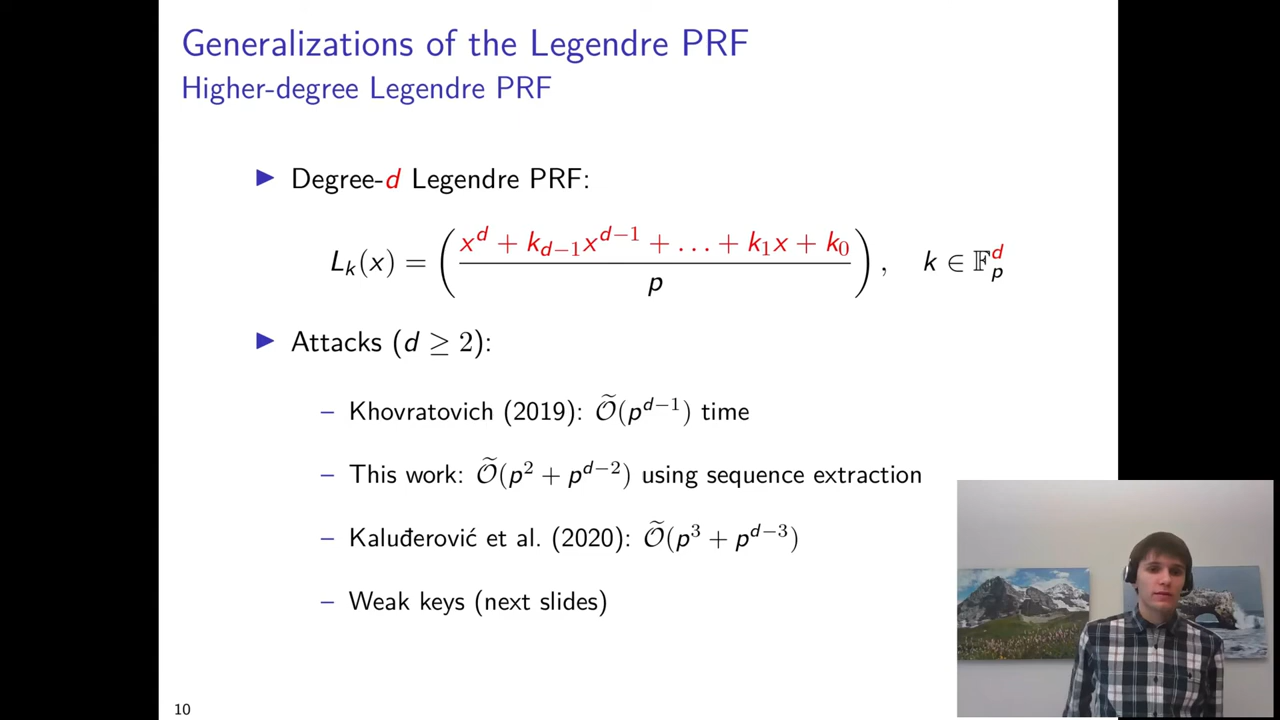 Generalizations of the Legendre PRF
Higher-degree Legendre PRF
▶ Degree-d Legendre PRF:
L_k(x) = ( (x^d + k_{d−1}x^{d−1} + … + k_1x + k_0) / p ), k ∈ 𝔽_p^d
▶ Attacks (d ≥ 2):
– Khovratovich (2019): Õ(p^{d−1}) time
– This work: Õ(p^2 + p^{d−2}) using sequence extraction
– Kaluđerović et al. (2020): Õ(p^3 + p^{d−3})
– Weak keys (next slides)
10